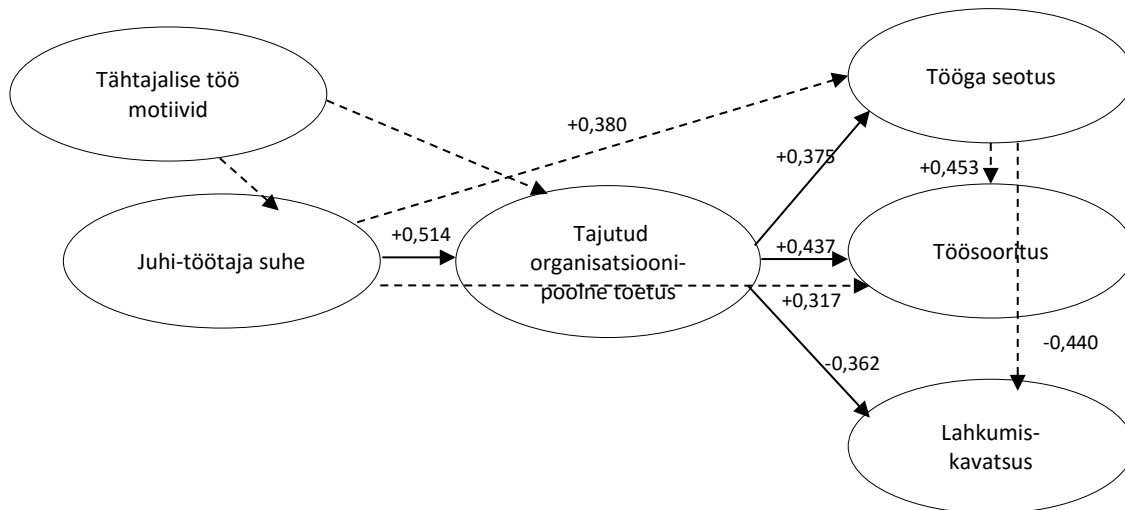 Tähtajalise töö
motiivid
Tööga seotus
+0,380
+0,375
+0,453
Juhi-töötaja suhe
+0,514
Tajutud
organisatsiooni-
poolne toetus
+0,437
Töösooritus
+0,317
-0,440
-0,362
Lahkumis-
kavatsus